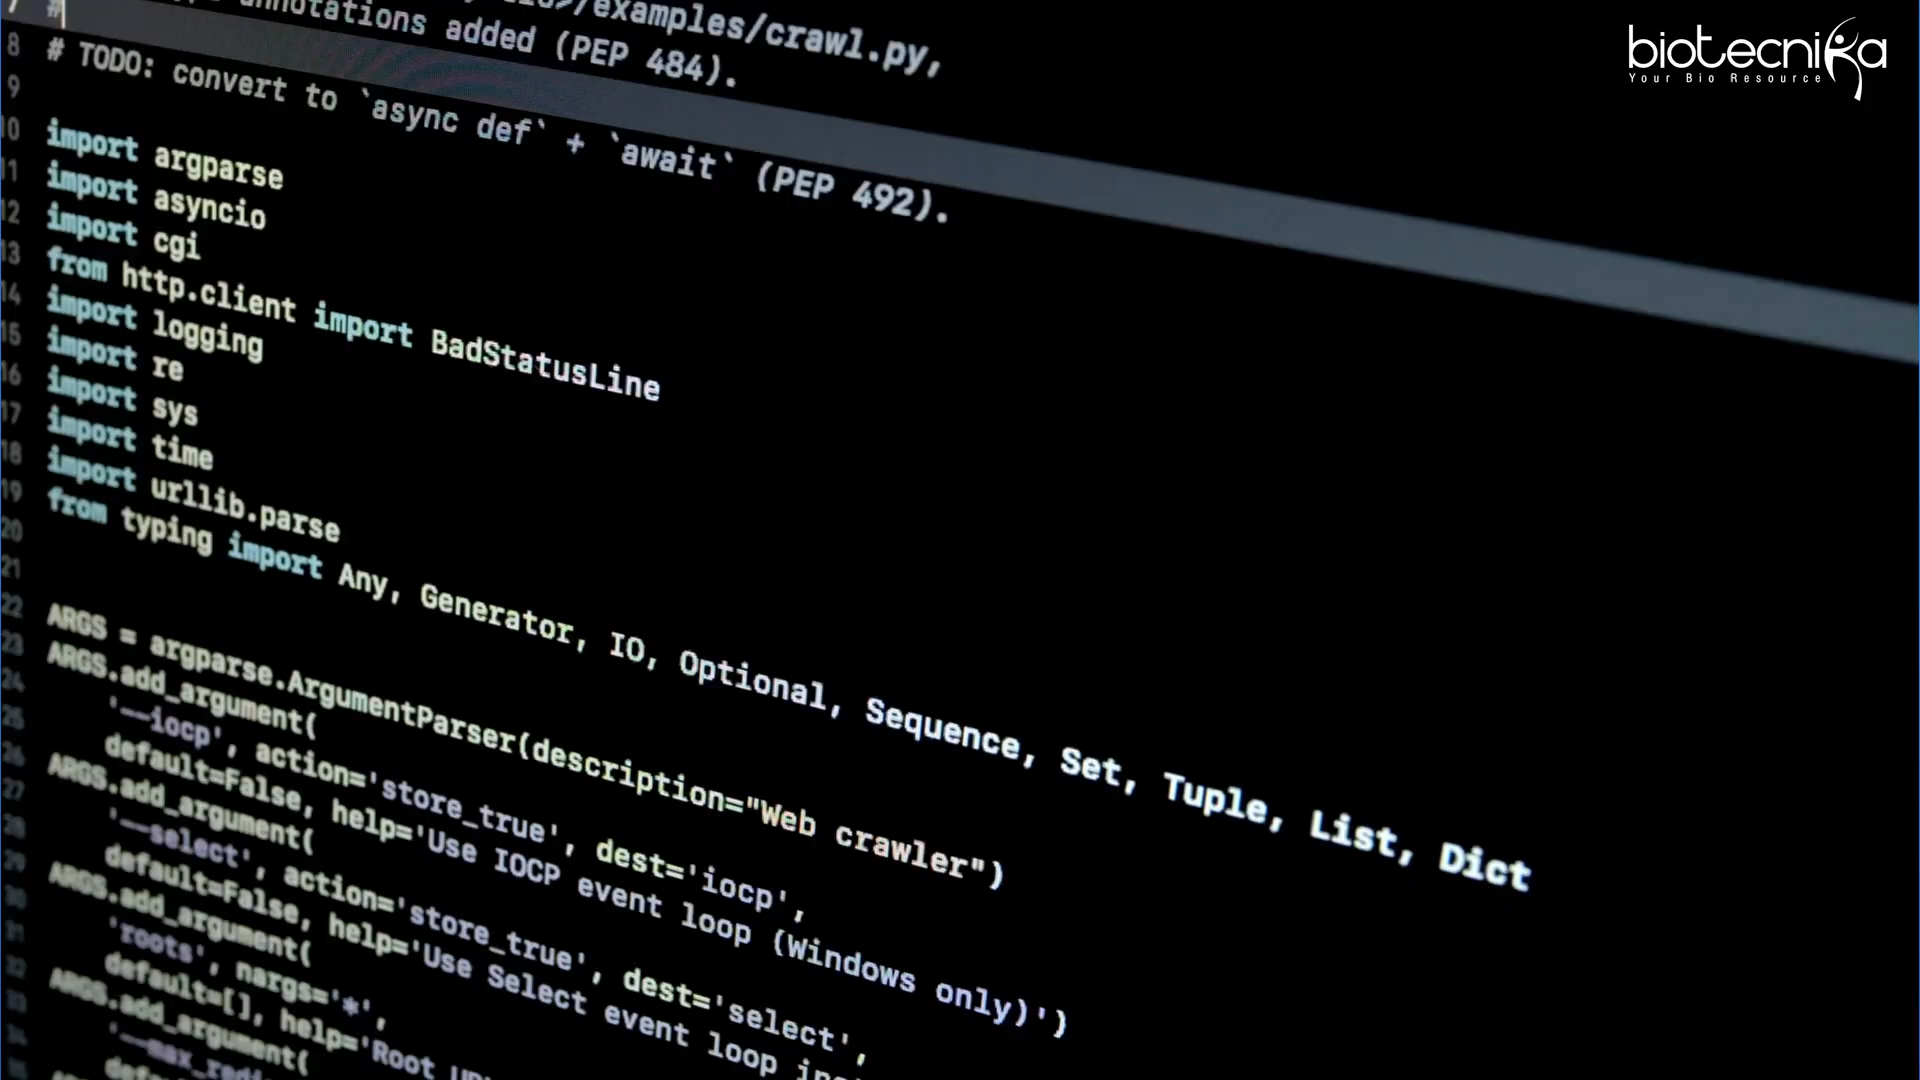 /examples/crawl.py,
annotations added (PEP 484).
# TODO: convert to `async def` + `await` (PEP 492).
import argparse
import asyncio
import cgi
from http.client import BadStatusLine
import logging
import re
import sys
import time
import urllib.parse
from typing import Any, Generator, IO, Optional, Sequence, Set, Tuple, List, Dict
ARGS = argparse.ArgumentParser(description="Web crawler")
ARGS.add_argument(
'--iocp', action='store_true', dest='iocp',
default=False, help='Use IOCP event loop (Windows only)')
ARGS.add_argument(
'--select', action='store_true', dest='select',
default=False, help='Use Select event loop
ARGS.add_argument(
'roots', nargs='*',
default=[], help='Root
ARGS.add_argument(
biotecnika
Your Bio Resource